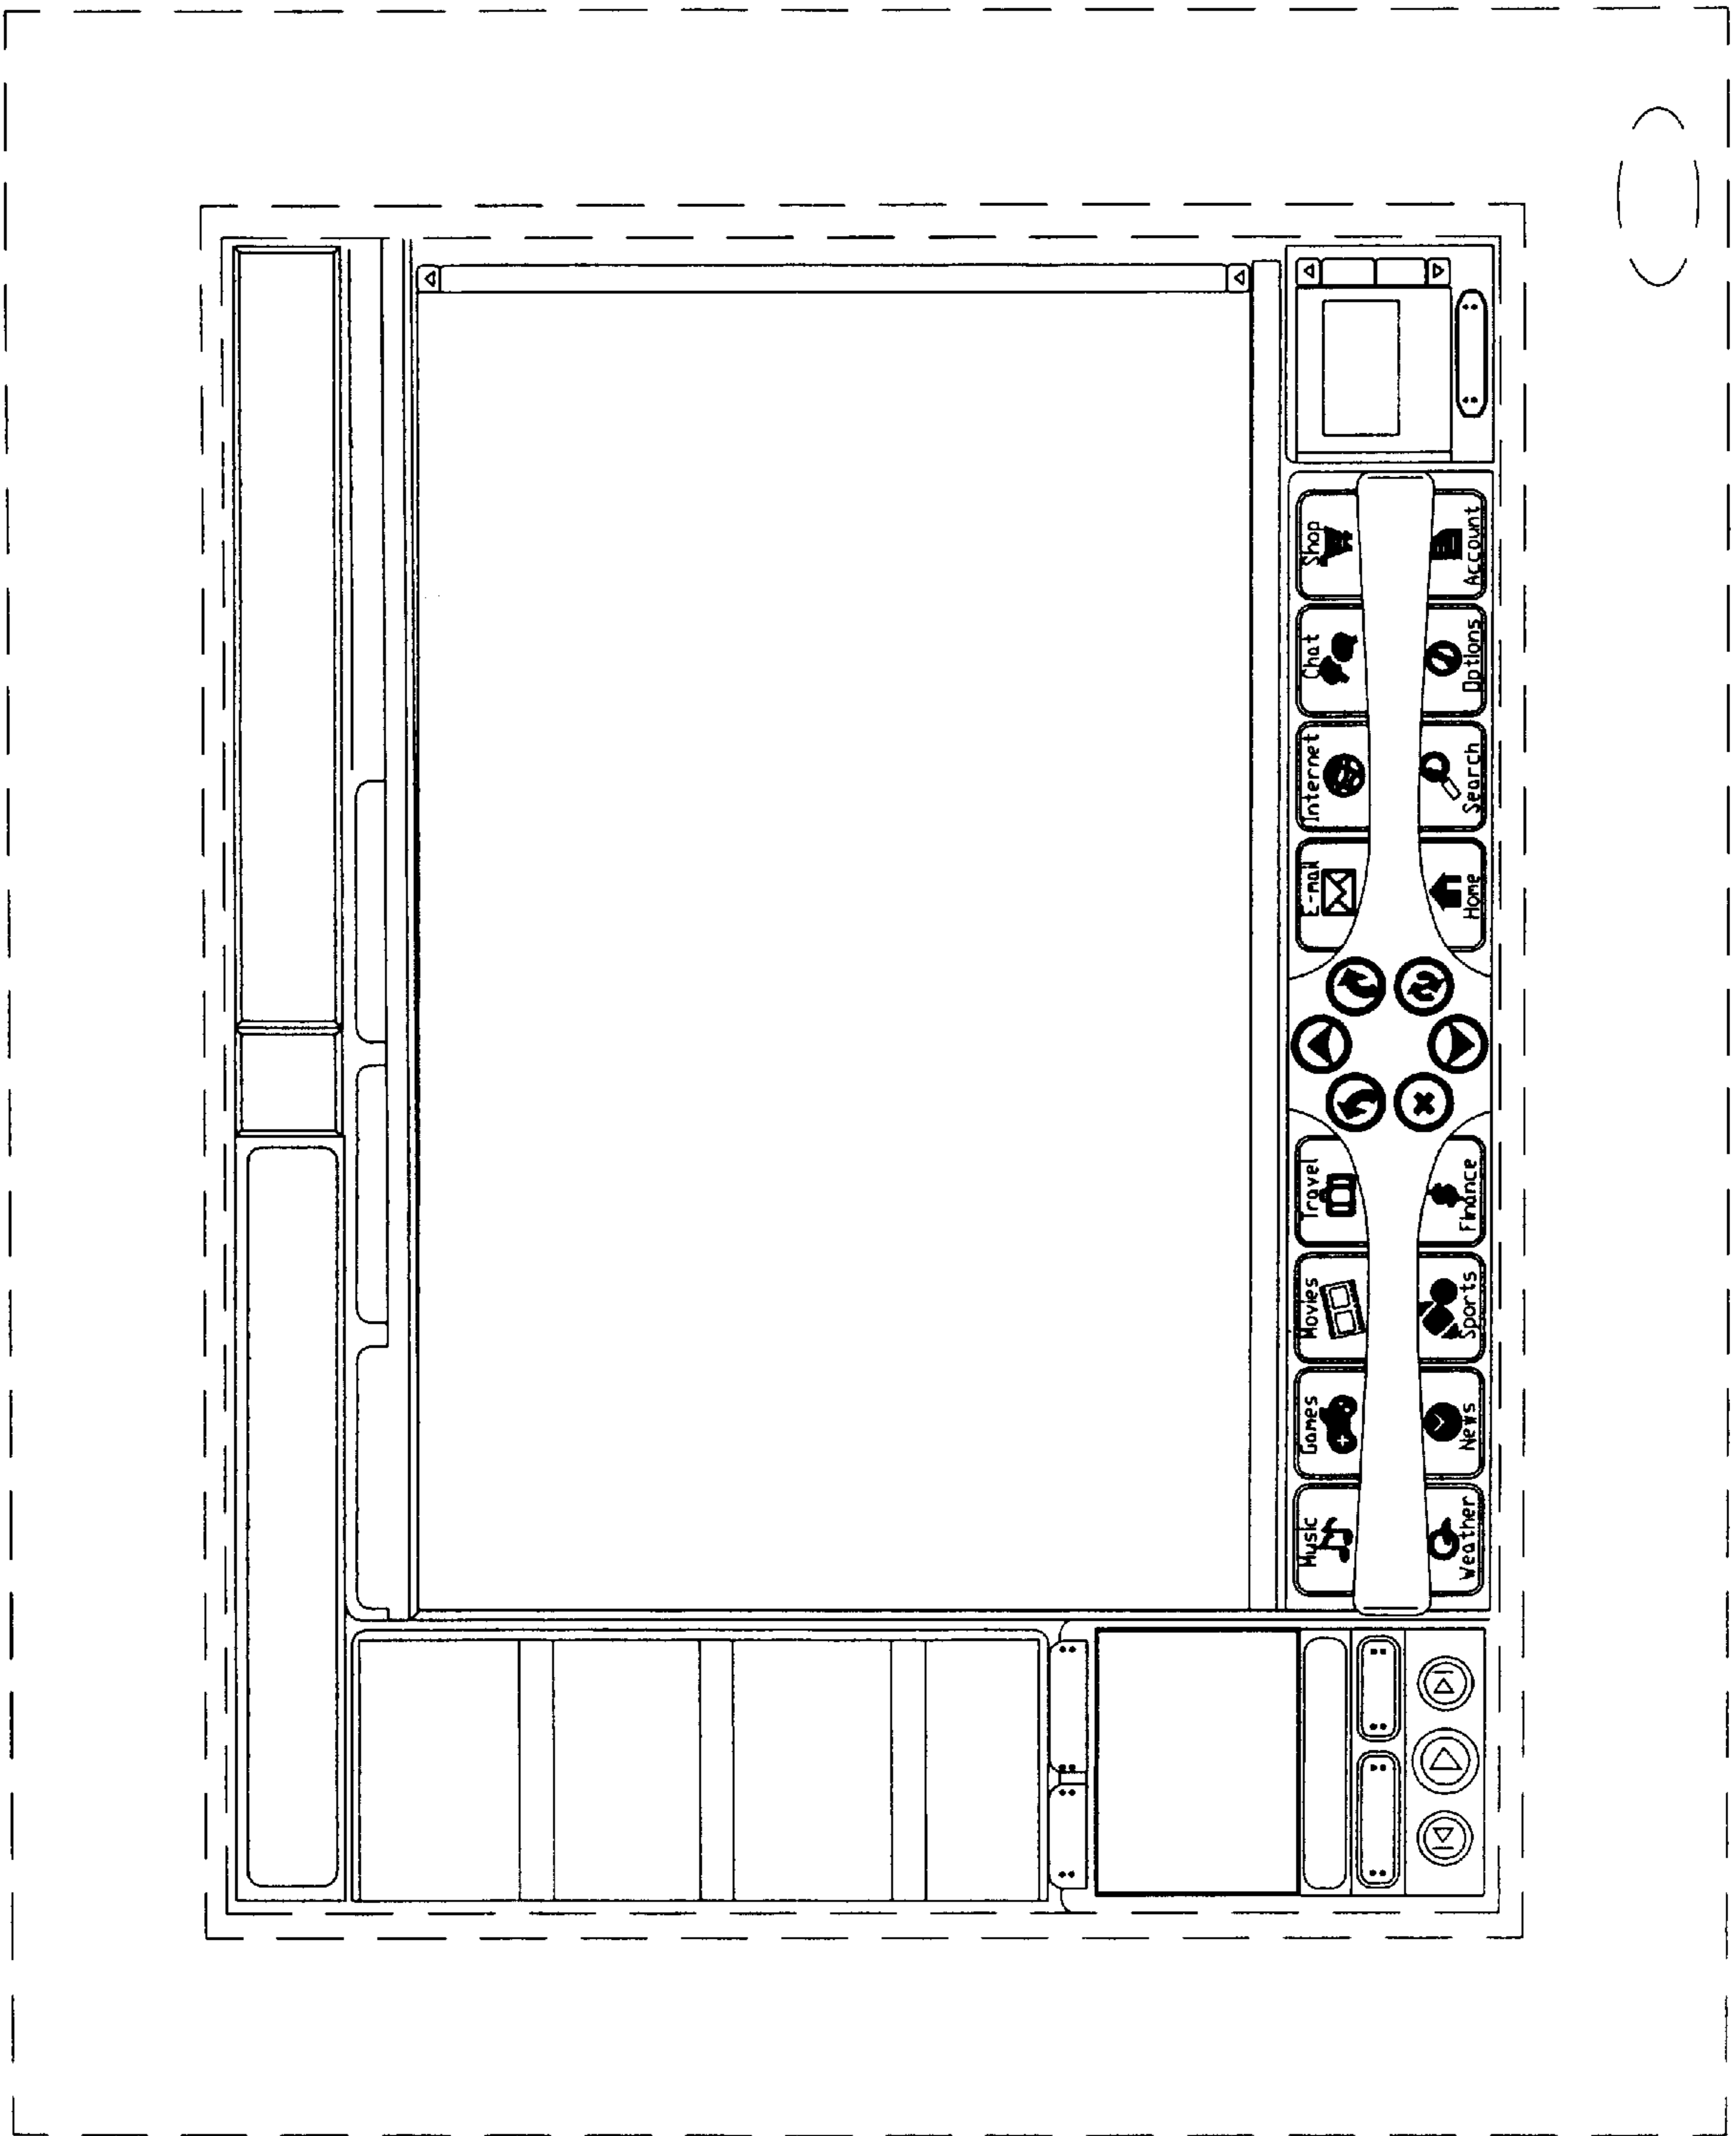 Music
Games
Movies
Travel
E-mail
Internet
Chat
Shop
Weather
News
Sports
Finance
Home
Search
Options
Account